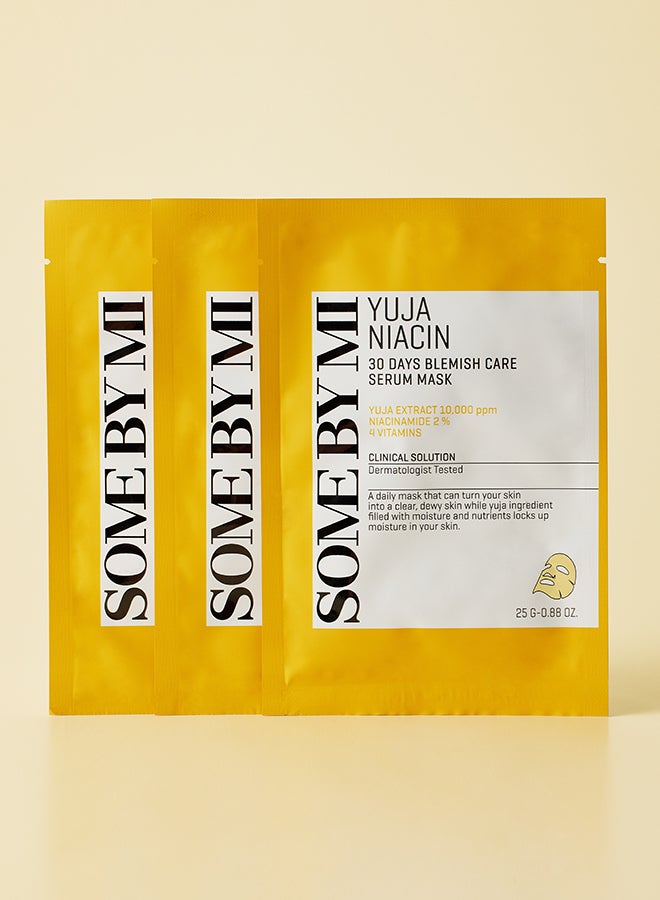 SOME BY MI
SOME BY MI
SOME BY MI
YUJA
NIACIN
30 DAYS BLEMISH CARE
SERUM MASK
YUJA EXTRACT 10,000 ppm
NIACINAMIDE 2 %
4 VITAMINS
CLINICAL SOLUTION
Dermatologist Tested
A daily mask that can turn your skin
into a clear, dewy skin while yuja ingredient
filled with moisture and nutrients locks up
moisture in your skin.
25 G-0.88 OZ.